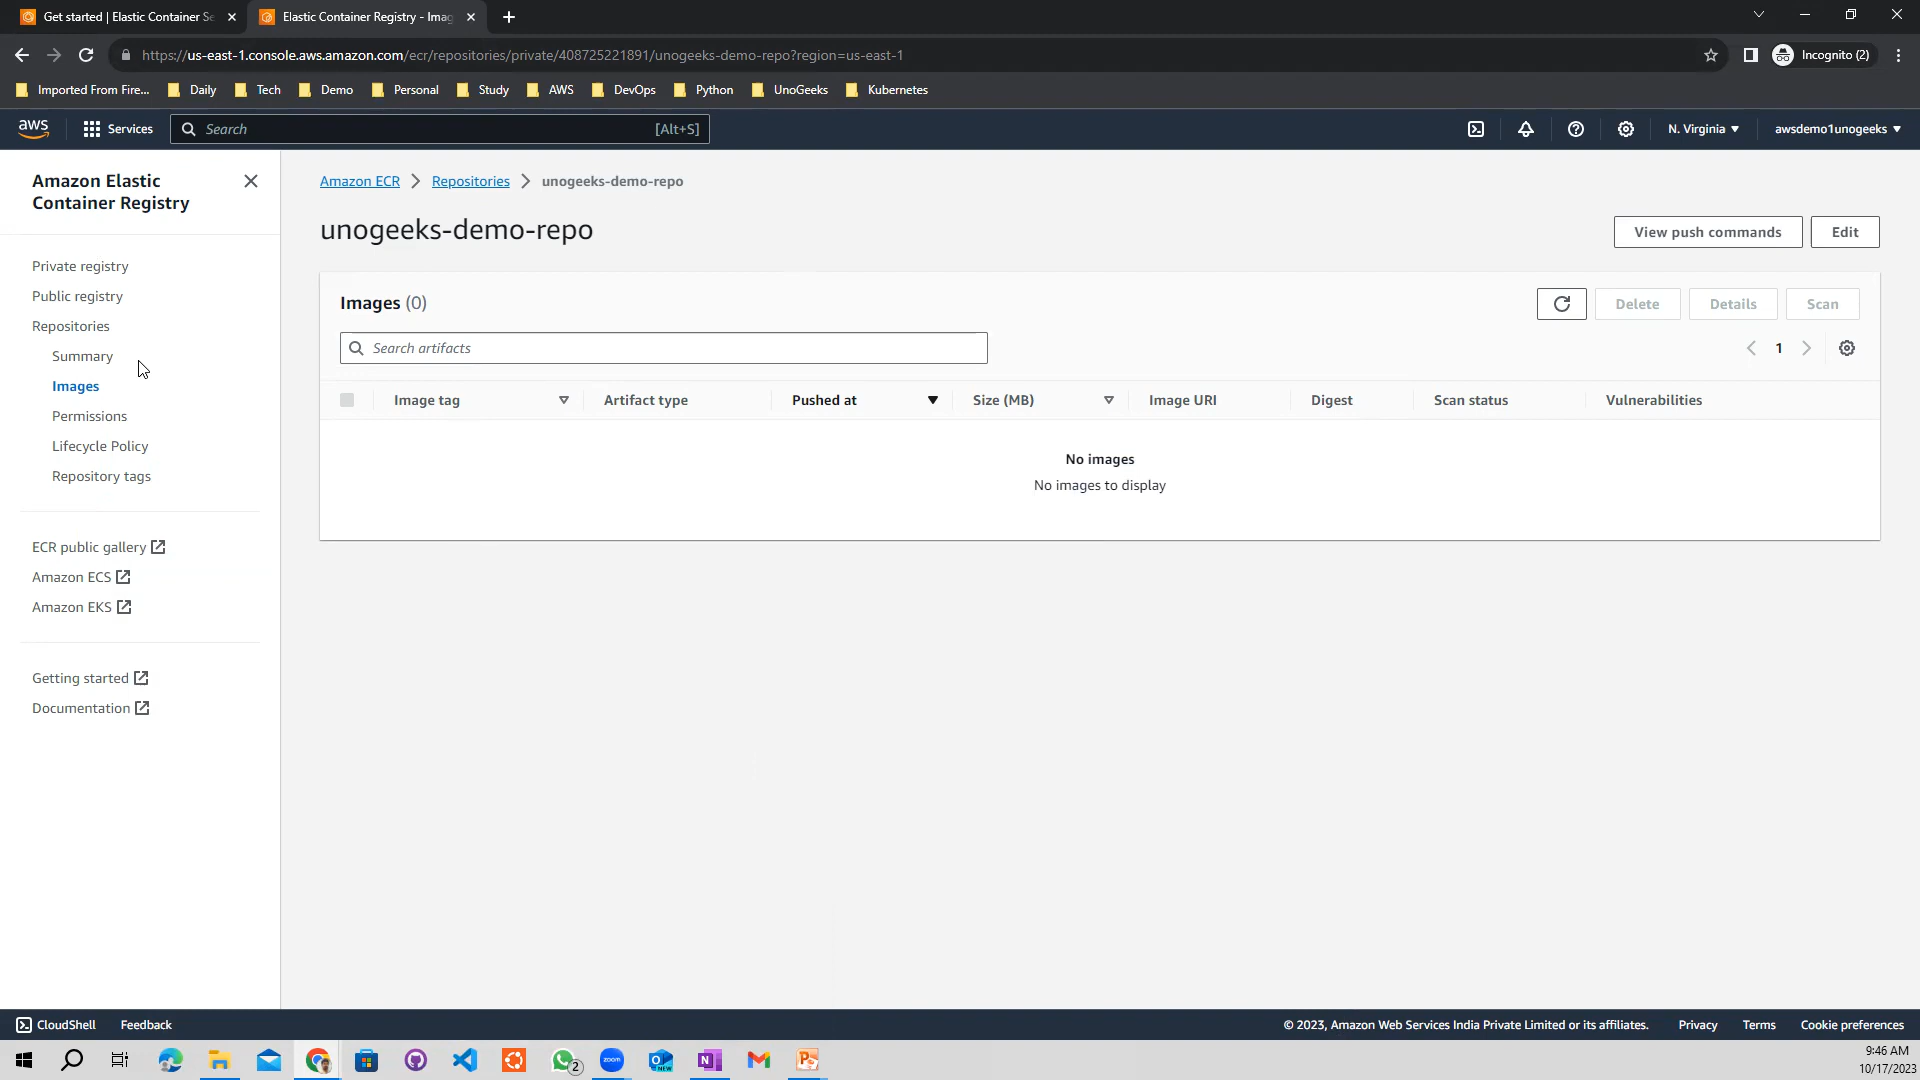 Get started | Elastic Container Se
Elastic Container Registry - Imag
https://us-east-1.console.aws.amazon.com/ecr/repositories/private/408725221891/unogeeks-demo-repo?region=us-east-1
Incognito (2)
Imported From Fire...
Daily
Tech
Demo
Personal
Study
AWS
DevOps
Python
UnoGeeks
Kubernetes
aws
Services
Search
[Alt+S]
N. Virginia
awsdemo1unogeeks
Amazon Elastic
Container Registry
Private registry
Public registry
Repositories
Summary
Images
Permissions
Lifecycle Policy
Repository tags
ECR public gallery
Amazon ECS
Amazon EKS
Getting started
Documentation
Amazon ECR > Repositories > unogeeks-demo-repo
unogeeks-demo-repo
View push commands
Edit
Images (0)
Delete
Details
Scan
Search artifacts
1
Image tag
Artifact type
Pushed at
Size (MB)
Image URI
Digest
Scan status
Vulnerabilities
No images
No images to display
CloudShell
Feedback
© 2023, Amazon Web Services India Private Limited or its affiliates.
Privacy
Terms
Cookie preferences
zoom
2
NEW
9:46 AM
10/17/2023